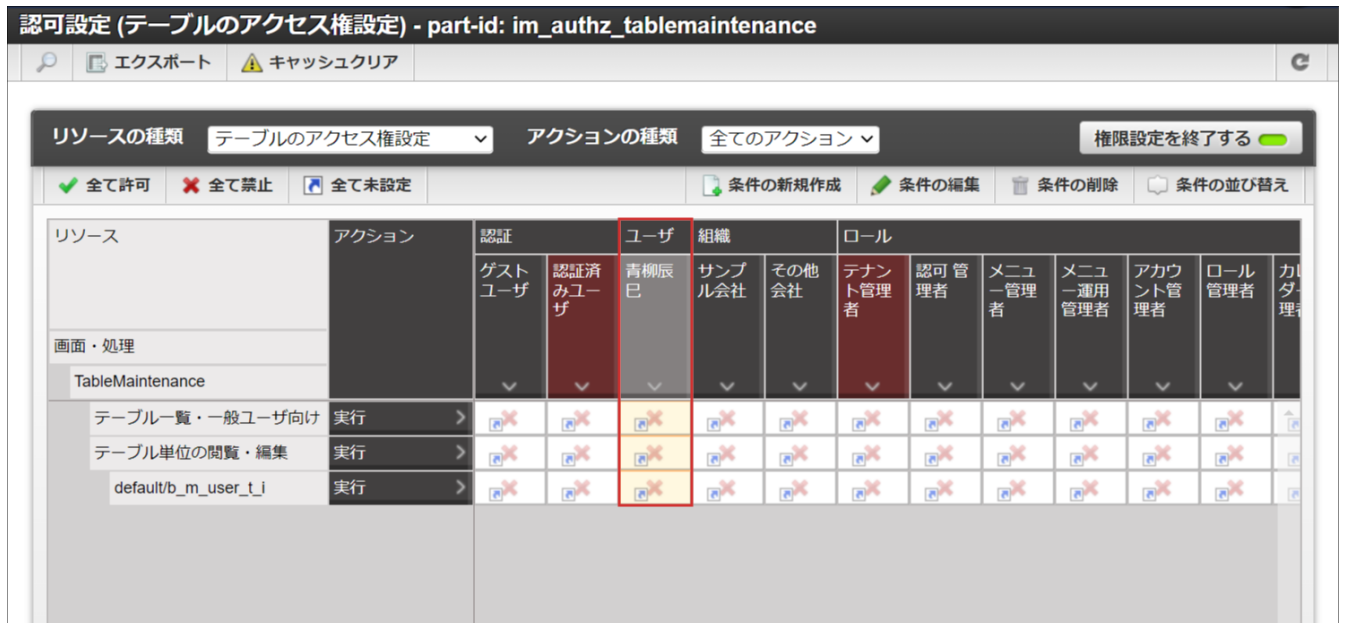 認可設定 (テーブルのアクセス権設定) - part-id: im_authz_tablemaintenance
エクスポート キャッシュクリア
リソースの種類 テーブルのアクセス権設定 アクションの種類 全てのアクション 権限設定を終了する
全て許可 全て禁止 全て未設定 条件の新規作成 条件の編集 条件の削除 条件の並び替え
リソース アクション 認証 ユーザ 組織 ロール
ゲスト
ユーザ
認証済
みユー
ザ
青柳辰
巳
サンプ
ル会社
その他
会社
テナン
ト管理
者
認可 管
理者
メニュ
ー管理
者
メニュ
ー運用
管理者
アカウ
ント管
理者
ロール
管理者
画面・処理
TableMaintenance
テーブル一覧・一般ユーザ向け 実行
テーブル単位の閲覧・編集 実行
default/b_m_user_t_i 実行